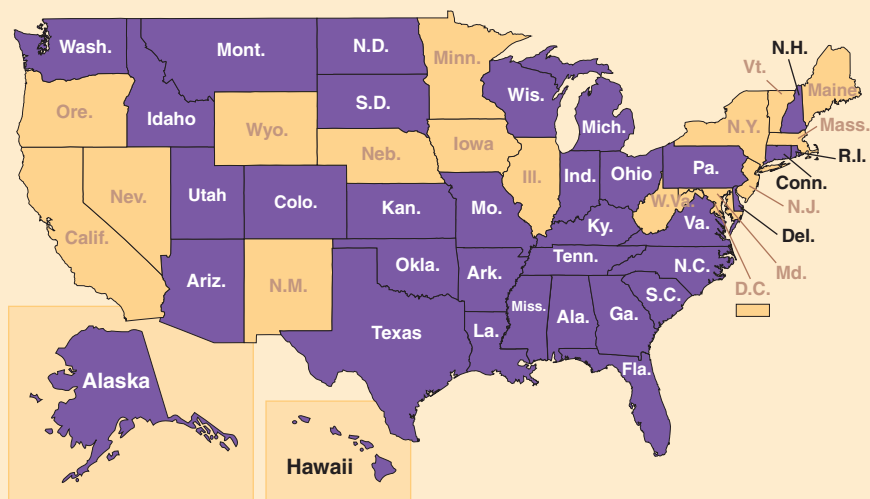 N.H.
Vt.
Wash.
Mont.
N.D.
Minn.
Maine
Ore.
Idaho
S.D.
Wis.
Mich.
N.Y.
Mass.
Wyo.
Iowa
R.I.
Neb.
Pa.
Conn.
Nev.
Utah
Colo.
Ill.
Ind.
Ohio
N.J.
Kan.
Mo.
W.Va.
Va.
Calif.
Ky.
Del.
Ariz.
N.M.
Okla.
Ark.
Tenn.
N.C.
Md.
D.C.
S.C.
Texas
La.
Miss.
Ala.
Ga.
Fla.
Alaska
Hawaii